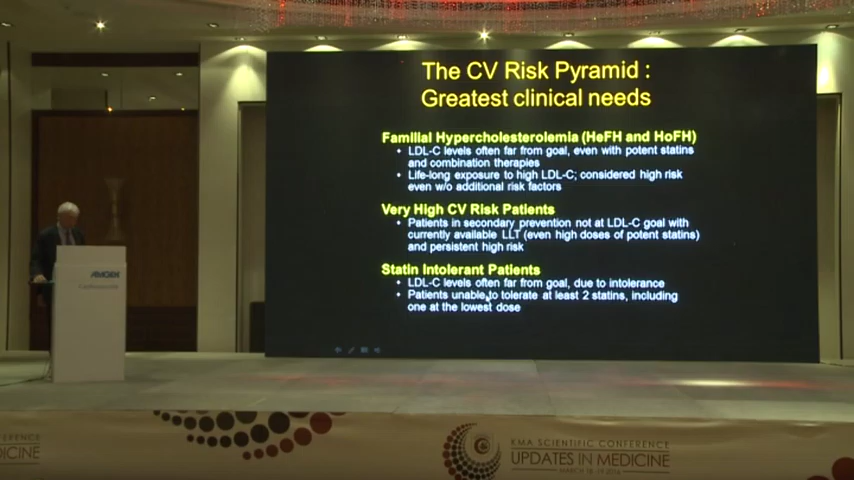 The CV Risk Pyramid :
Greatest clinical needs
Familial Hypercholesterolemia (HeFH and HoFH)
• LDL-C levels often far from goal, even with potent statins
and combination therapies
• Life-long exposure to high LDL-C; considered high risk
even w/o additional risk factors
Very High CV Risk Patients
• Patients in secondary prevention not at LDL-C goal with
currently available LLT (even high doses of potent statins)
and persistent high risk
Statin Intolerant Patients
• LDL-C levels often far from goal, due to intolerance
• Patients unable to tolerate at least 2 statins, including
one at the lowest dose
AMGEN
ERENCE
DICINE
KMA SCIENTIFIC CONFERENCE
UPDATES IN MEDICINE